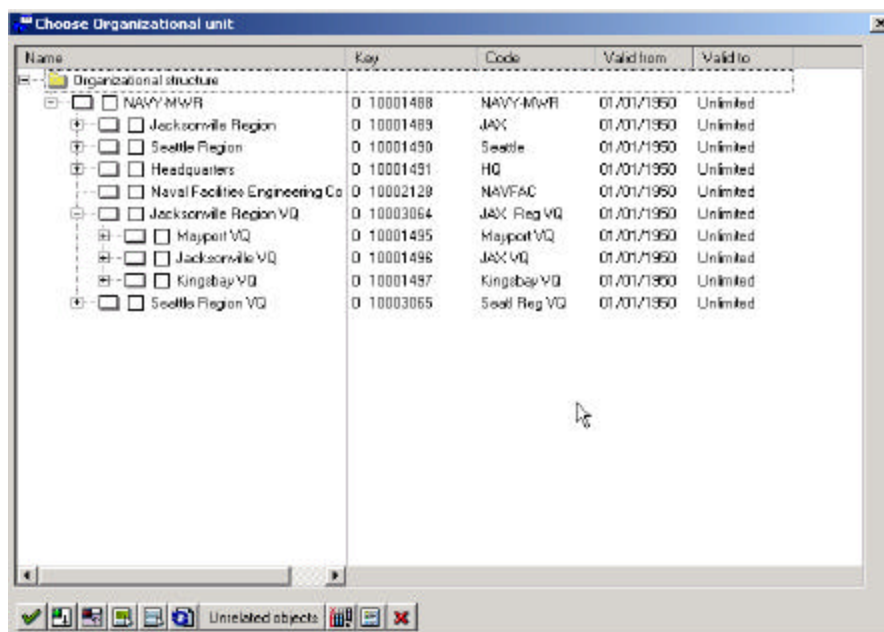 Choose Organizational unit
Name Key Code Valid from Valid to
Organizational structure
NAVY-MWR O 10001488 NAVY-MWR 01/01/1950 Unlimited
Jacksonville Region O 10001489 JAX 01/01/1950 Unlimited
Seattle Region O 10001490 Seattle 01/01/1950 Unlimited
Headquarters O 10001491 HQ 01/01/1950 Unlimited
Naval Facilities Engineering Co O 10002128 NAVFAC 01/01/1950 Unlimited
Jacksonville Region VQ O 10003064 JAX Reg VQ 01/01/1950 Unlimited
Mayport VQ O 10001495 Mayport VQ 01/01/1950 Unlimited
Jacksonville VQ O 10001496 JAX VQ 01/01/1950 Unlimited
Kingsbay VQ O 10001497 Kingsbay VQ 01/01/1950 Unlimited
Seattle Region VQ O 10003065 Seatl Reg VQ 01/01/1950 Unlimited
Unrelated objects